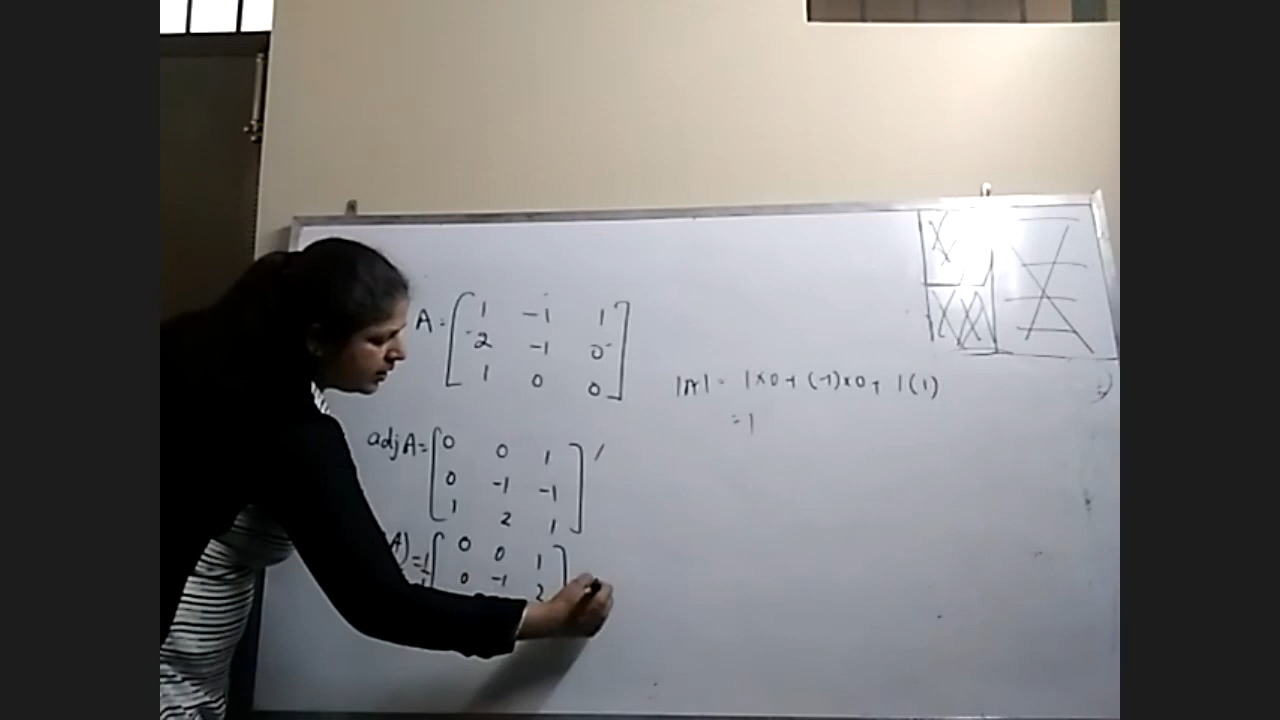 A = [ 1 -1 1
2 -1 0
1 0 0 ]
|A| = 1×0+(-1)×0+ 1(1)
= 1
adj A = [ 0 0 1
0 -1 -1
1 2 1 ]′
A) = 1/1 [ 0 0 1
0 -1 2 ]